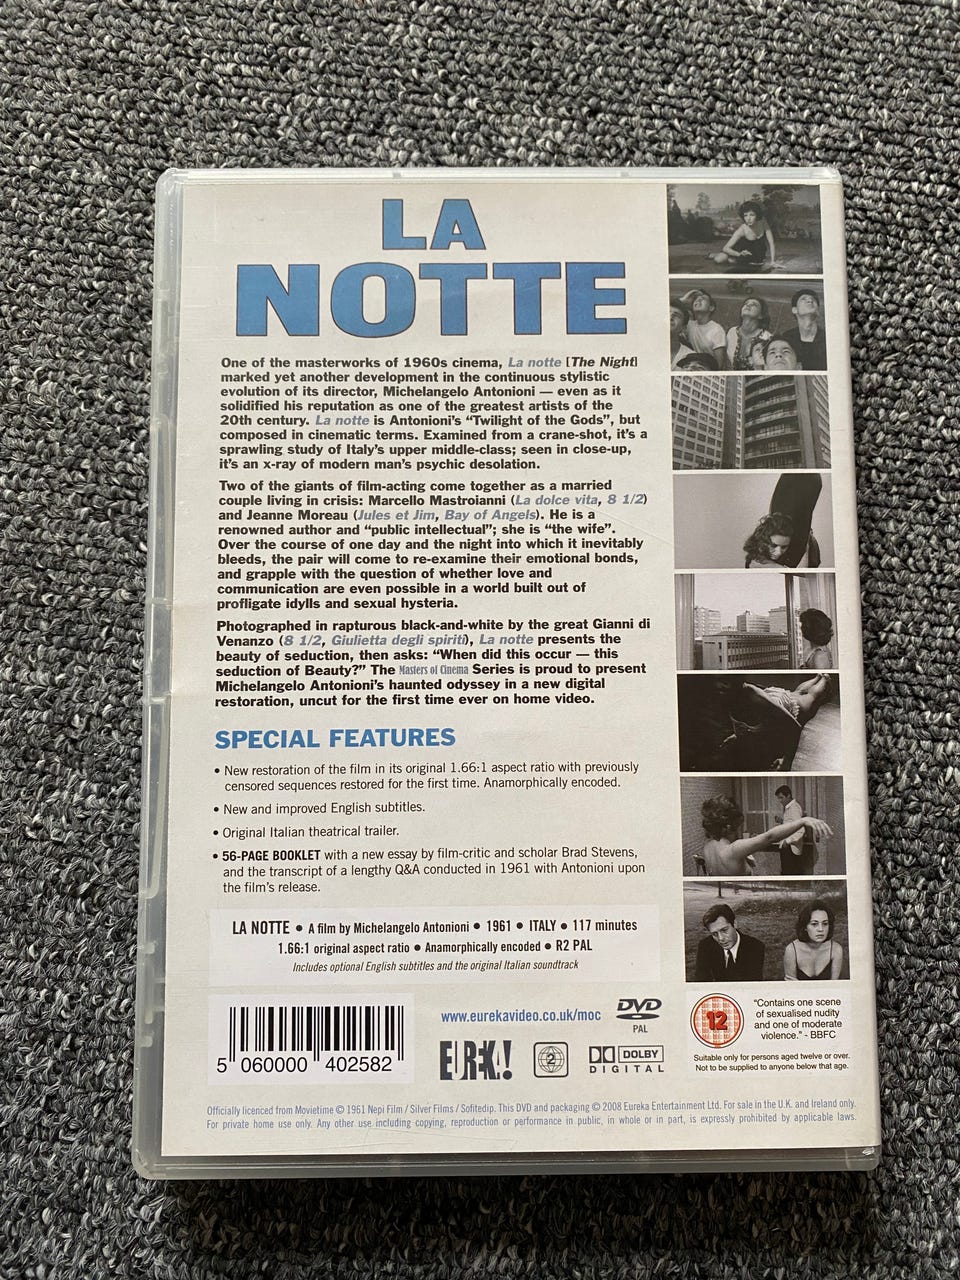 LA
NOTTE
One of the masterworks of 1960s cinema, La notte [The Night]
marked yet another development in the continuous stylistic
evolution of its director, Michelangelo Antonioni — even as it
solidified his reputation as one of the greatest artists of the
20th century. La notte is Antonioni's "Twilight of the Gods", but
composed in cinematic terms. Examined from a crane-shot, it's a
sprawling study of Italy's upper middle-class; seen in close-up,
it's an x-ray of modern man's psychic desolation.
Two of the giants of film-acting come together as a married
couple living in crisis: Marcello Mastroianni (La dolce vita, 8 1/2)
and Jeanne Moreau (Jules et Jim, Bay of Angels). He is a
renowned author and "public intellectual"; she is "the wife".
Over the course of one day and the night into which it inevitably
bleeds, the pair will come to re-examine their emotional bonds,
and grapple with the question of whether love and
communication are even possible in a world built out of
profligate idylls and sexual hysteria.
Photographed in rapturous black-and-white by the great Gianni di
Venanzo (8 1/2, Giulietta degli spiriti), La notte presents the
beauty of seduction, then asks: "When did this occur — this
seduction of Beauty?" The Masters of Cinema Series is proud to present
Michelangelo Antonioni's haunted odyssey in a new digital
restoration, uncut for the first time ever on home video.
SPECIAL FEATURES
• New restoration of the film in its original 1.66:1 aspect ratio with previously
censored sequences restored for the first time. Anamorphically encoded.
• New and improved English subtitles.
• Original Italian theatrical trailer.
• 56-PAGE BOOKLET with a new essay by film-critic and scholar Brad Stevens,
and the transcript of a lengthy Q&A conducted in 1961 with Antonioni upon
the film's release.
LA NOTTE • A film by Michelangelo Antonioni • 1961 • ITALY • 117 minutes
1.66:1 original aspect ratio • Anamorphically encoded • R2 PAL
Includes optional English subtitles and the original Italian soundtrack
5 060000 402582
www.eurekavideo.co.uk/moc
DVD
PAL
EUREKA!
2
DOLBY
DIGITAL
12
"Contains one scene
of sexualised nudity
and one of moderate
violence." - BBFC
Suitable only for persons aged twelve or over.
Not to be supplied to anyone below that age.
Officially licenced from Movietime © 1961 Nepi Film / Silver Films / Sofitedip. This DVD and packaging © 2008 Eureka Entertainment Ltd. For sale in the U.K. and Ireland only.
For private home use only. Any other use including copying, reproduction or performance in public, in whole or in part, is expressly prohibited by applicable laws.